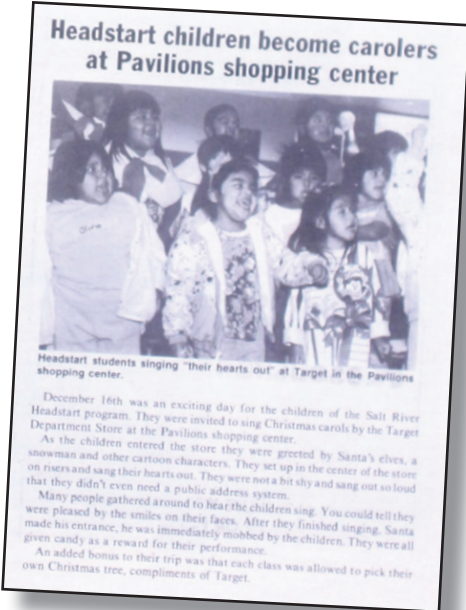 Headstart children become carolers
at Pavilions shopping center
Olivia
Headstart students singing "their hearts out" at Target in the Pavilions
shopping center.
December 16th was an exciting day for the children of the Salt River
Headstart program. They were invited to sing Christmas carols by the Target
Department Store at the Pavilions shopping center.
As the children entered the store they were greeted by Santa's elves, a
snowman and other cartoon characters. They set up in the center of the store
on risers and sang their hearts out. They were not a bit shy and sang out so loud
that they didn't even need a public address system.
Many people gathered around to hear the children sing. You could tell they
were pleased by the smiles on their faces. After they finished singing, Santa
made his entrance, he was immediately mobbed by the children. They were all
given candy as a reward for their performance.
An added bonus to their trip was that each class was allowed to pick their
own Christmas tree, compliments of Target.